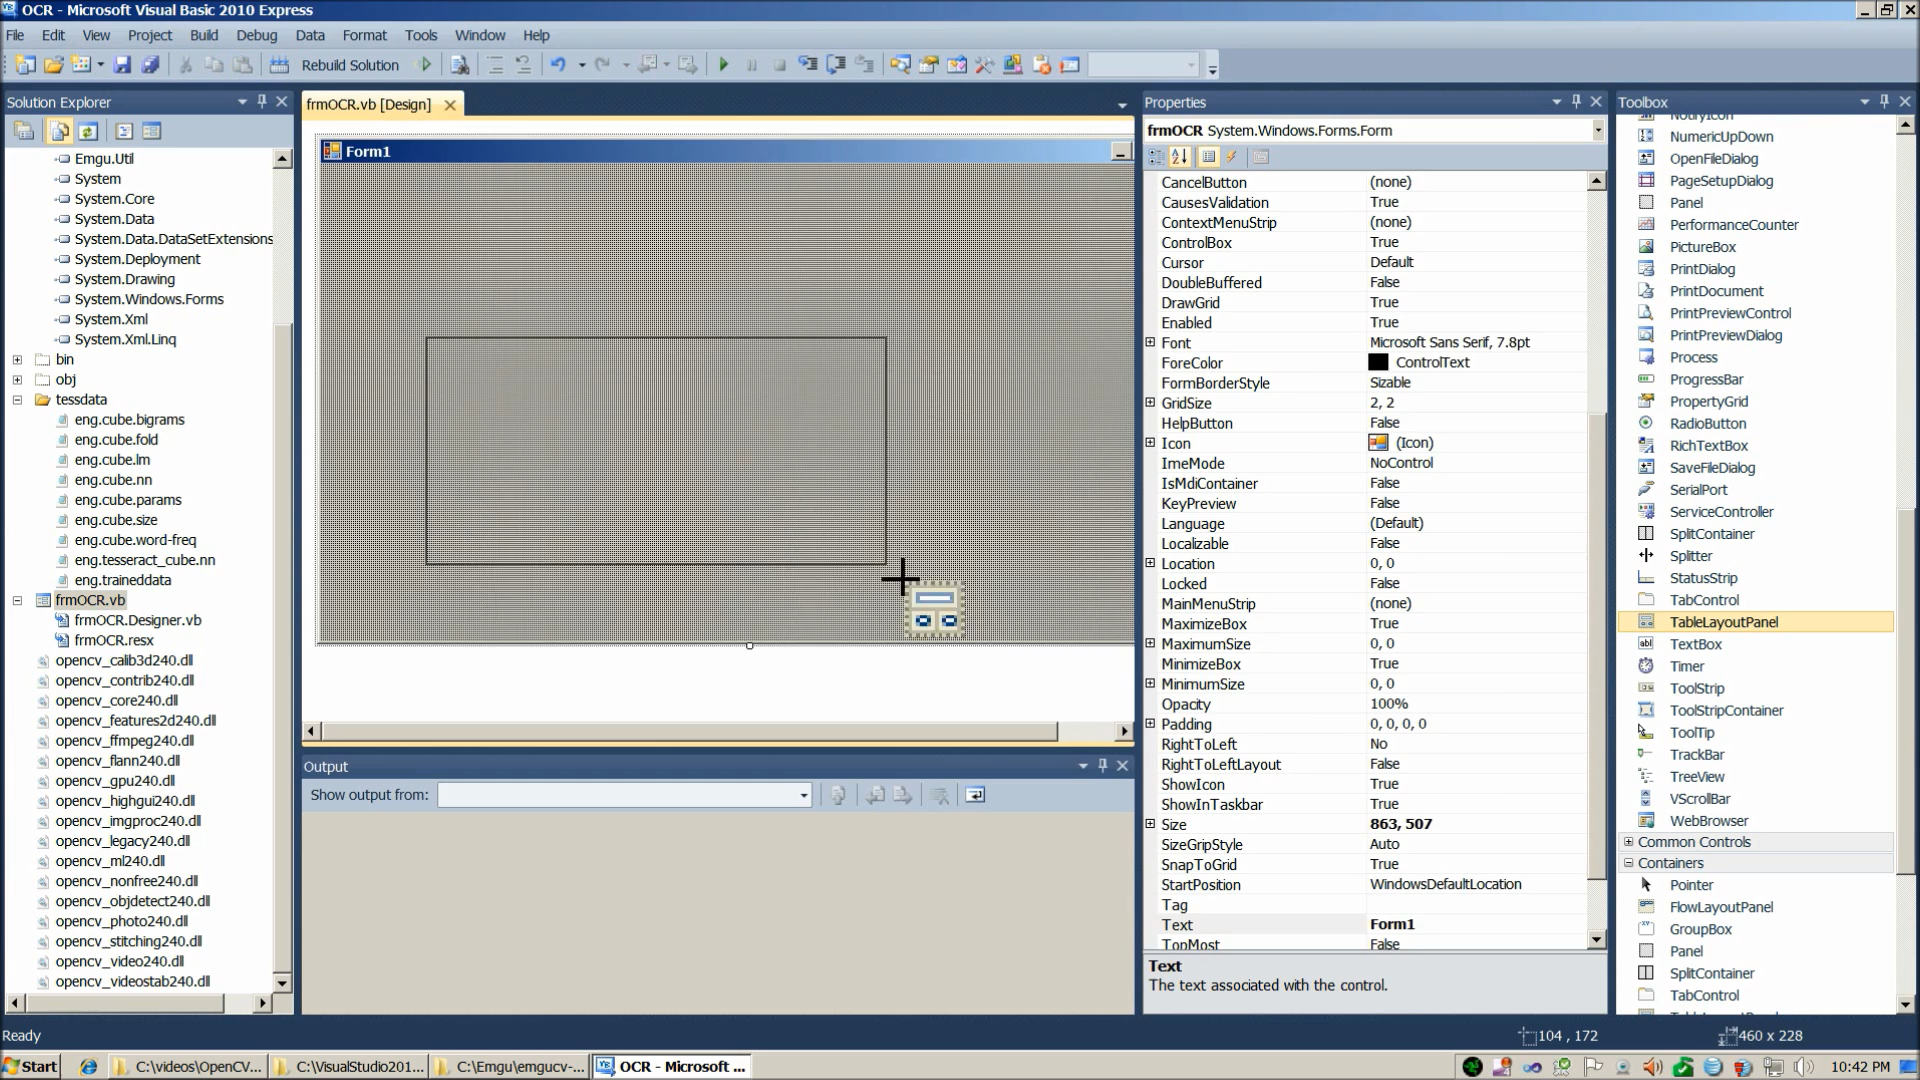 OCR - Microsoft Visual Basic 2010 Express
File Edit View Project Build Debug Data Format Tools Window Help
Rebuild Solution
Solution Explorer
Emgu.Util
System
System.Core
System.Data
System.Data.DataSetExtensions
System.Deployment
System.Drawing
System.Windows.Forms
System.Xml
System.Xml.Linq
bin
obj
tessdata
eng.cube.bigrams
eng.cube.fold
eng.cube.lm
eng.cube.nn
eng.cube.params
eng.cube.size
eng.cube.word-freq
eng.tesseract_cube.nn
eng.traineddata
frmOCR.vb
frmOCR.Designer.vb
frmOCR.resx
opencv_calib3d240.dll
opencv_contrib240.dll
opencv_core240.dll
opencv_features2d240.dll
opencv_ffmpeg240.dll
opencv_flann240.dll
opencv_gpu240.dll
opencv_highgui240.dll
opencv_imgproc240.dll
opencv_legacy240.dll
opencv_ml240.dll
opencv_nonfree240.dll
opencv_objdetect240.dll
opencv_photo240.dll
opencv_stitching240.dll
opencv_video240.dll
opencv_videostab240.dll
frmOCR.vb [Design]
Form1
Output
Show output from:
Properties
frmOCR System.Windows.Forms.Form
CancelButton (none)
CausesValidation True
ContextMenuStrip (none)
ControlBox True
Cursor Default
DoubleBuffered False
DrawGrid True
Enabled True
Font Microsoft Sans Serif, 7.8pt
ForeColor ControlText
FormBorderStyle Sizable
GridSize 2, 2
HelpButton False
Icon (Icon)
ImeMode NoControl
IsMdiContainer False
KeyPreview False
Language (Default)
Localizable False
Location 0, 0
Locked False
MainMenuStrip (none)
MaximizeBox True
MaximumSize 0, 0
MinimizeBox True
MinimumSize 0, 0
Opacity 100%
Padding 0, 0, 0, 0
RightToLeft No
RightToLeftLayout False
ShowIcon True
ShowInTaskbar True
Size 863, 507
SizeGripStyle Auto
SnapToGrid True
StartPosition WindowsDefaultLocation
Tag
Text Form1
TopMost False
Text
The text associated with the control.
Toolbox
NotifyIcon
NumericUpDown
OpenFileDialog
PageSetupDialog
Panel
PerformanceCounter
PictureBox
PrintDialog
PrintDocument
PrintPreviewControl
PrintPreviewDialog
Process
ProgressBar
PropertyGrid
RadioButton
RichTextBox
SaveFileDialog
SerialPort
ServiceController
SplitContainer
Splitter
StatusStrip
TabControl
TableLayoutPanel
TextBox
Timer
ToolStrip
ToolStripContainer
ToolTip
TrackBar
TreeView
VScrollBar
WebBrowser
Common Controls
Containers
Pointer
FlowLayoutPanel
GroupBox
Panel
SplitContainer
TabControl
TableLayoutPanel
Ready
104 , 172
460 x 228
Start
C:\videos\OpenCV...
C:\VisualStudio201...
C:\Emgu\emgucv-...
OCR - Microsoft ...
10:42 PM